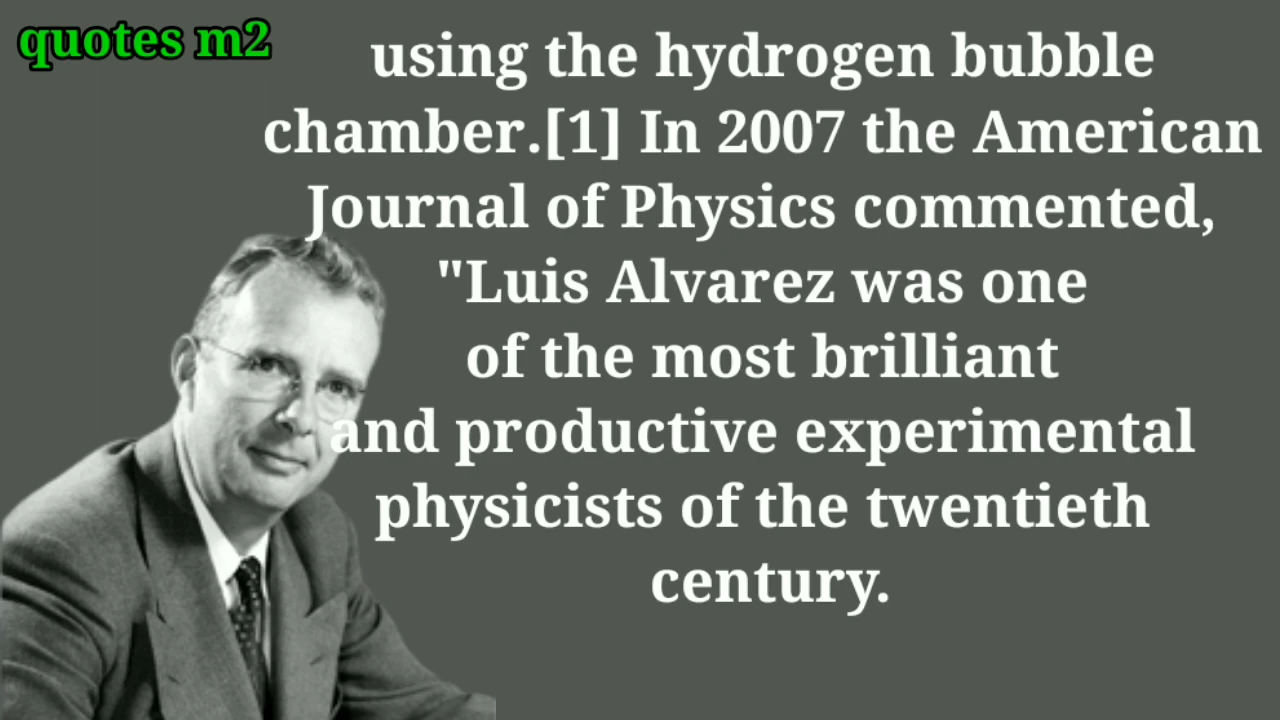 quotes m2
using the hydrogen bubble
chamber.[1] In 2007 the American
Journal of Physics commented,
"Luis Alvarez was one
of the most brilliant
and productive experimental
physicists of the twentieth
century.